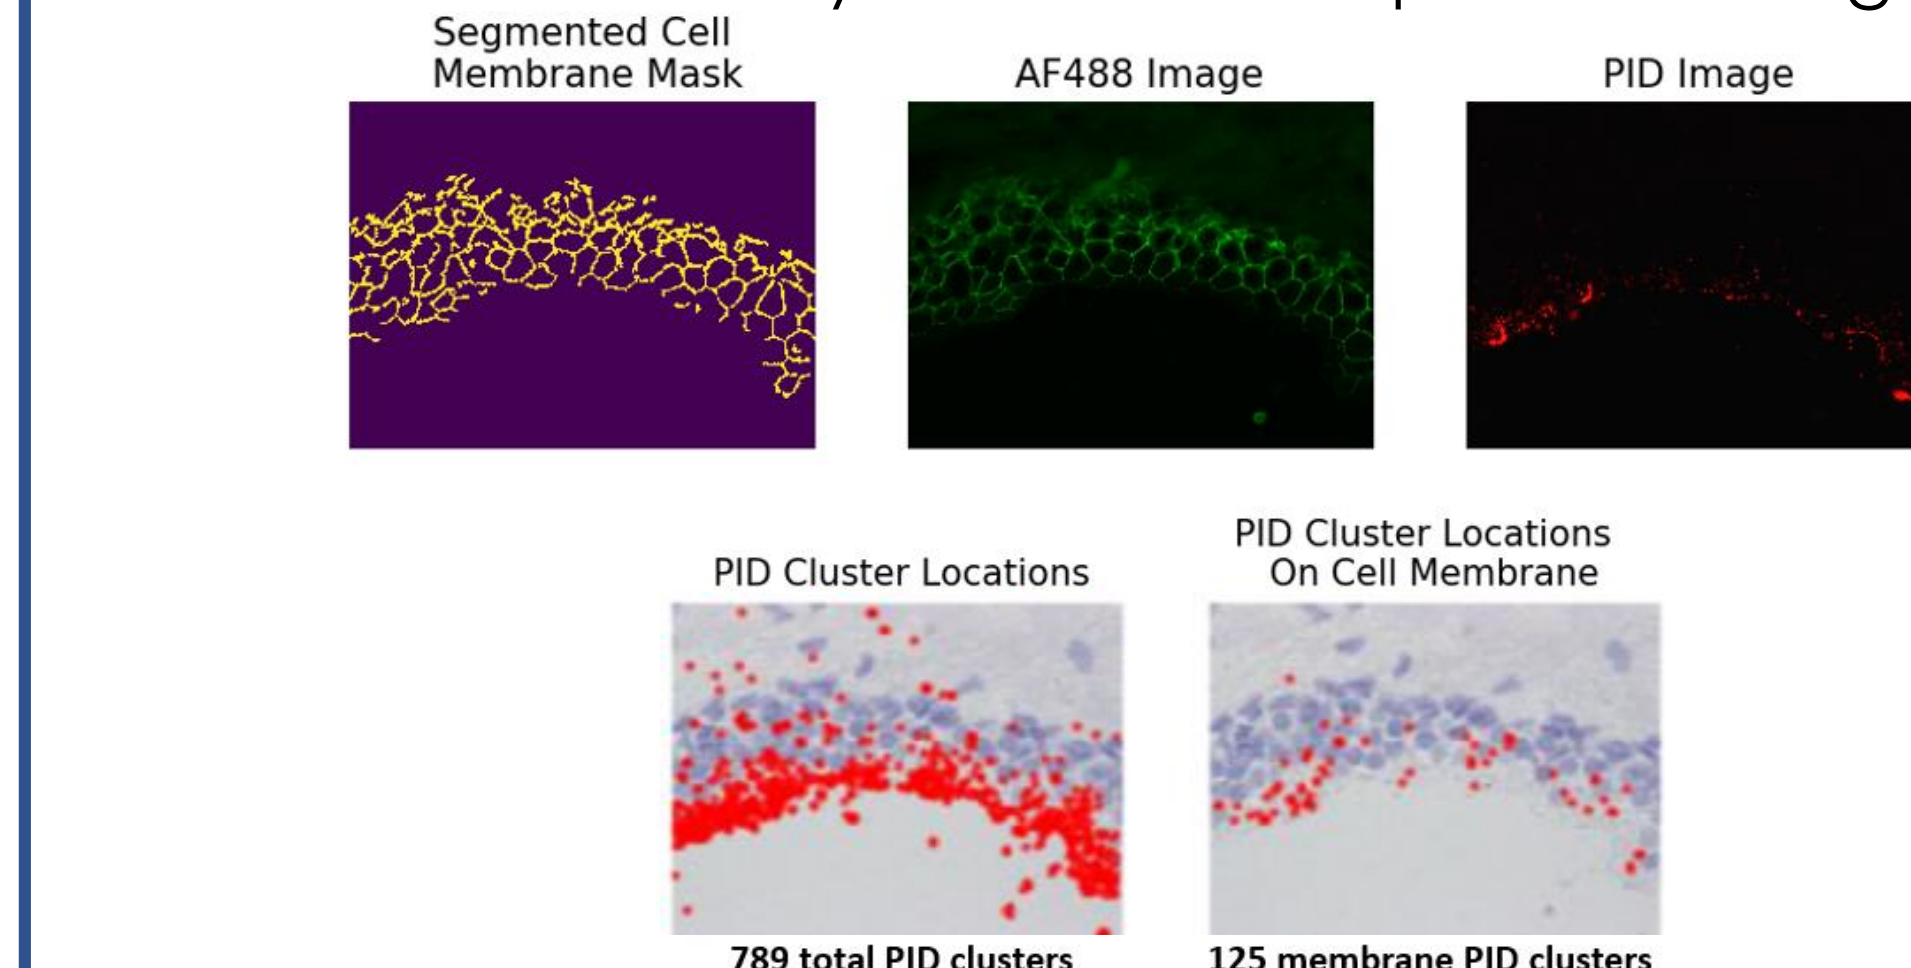 Segmented Cell
Membrane Mask
AF488 Image
PID Image
PID Cluster Locations
PID Cluster Locations
On Cell Membrane
789 total PID clusters
125 membrane PID clusters